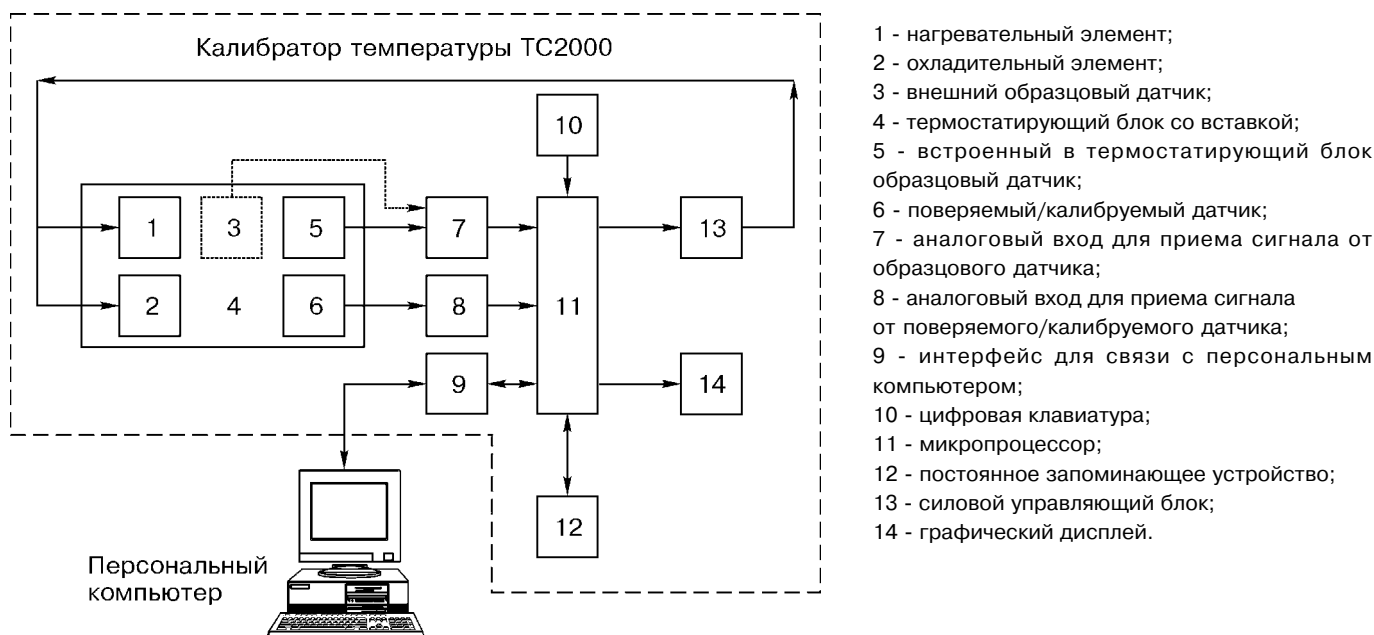 Калибратор температуры ТС2000
10
1
3
5
7
13
2
4
6
8
11
9
14
12
Персональный
компьютер
1 - нагревательный элемент;
2 - охладительный элемент;
3 - внешний образцовый датчик;
4 - термостатирующий блок со вставкой;
5 - встроенный в термостатирующий блок
образцовый датчик;
6 - поверяемый/калибруемый датчик;
7 - аналоговый вход для приема сигнала от
образцового датчика;
8 - аналоговый вход для приема сигнала
от поверяемого/калибруемого датчика;
9 - интерфейс для связи с персональным
компьютером;
10 - цифровая клавиатура;
11 - микропроцессор;
12 - постоянное запоминающее устройство;
13 - силовой управляющий блок;
14 - графический дисплей.